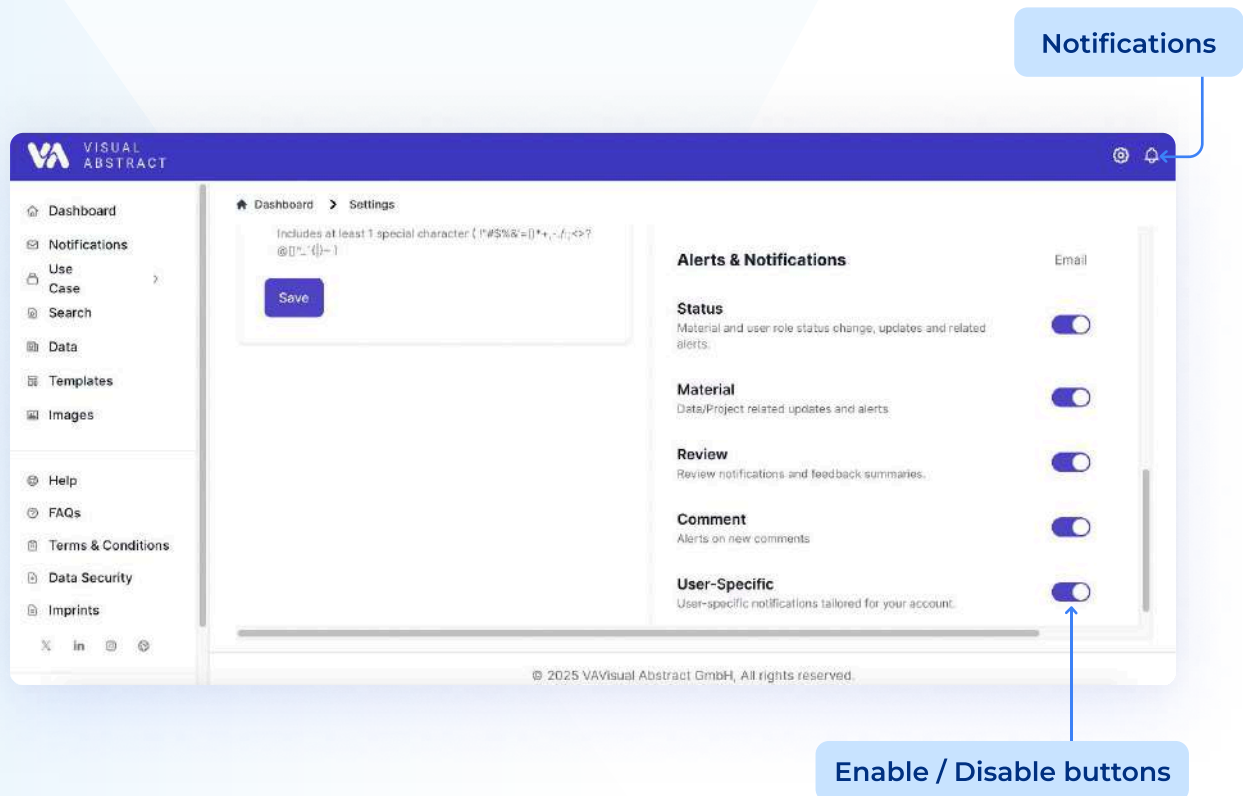 Notifications
VISUAL
ABSTRACT
Dashboard
Notifications
Use
Case
Search
Data
Templates
Images
Help
FAQs
Terms & Conditions
Data Security
Imprints
Dashboard > Settings
Includes at least 1 special character
Save
Alerts & Notifications
Email
Status
Material and user role status change, updates and related
alerts.
Material
Data/Project related updates and alerts
Review
Review notifications and feedback summaries.
Comment
Alerts on new comments
User-Specific
User-specific notifications tailored for your account.
© 2025 VAVisual Abstract GmbH, All rights reserved.
Enable / Disable buttons